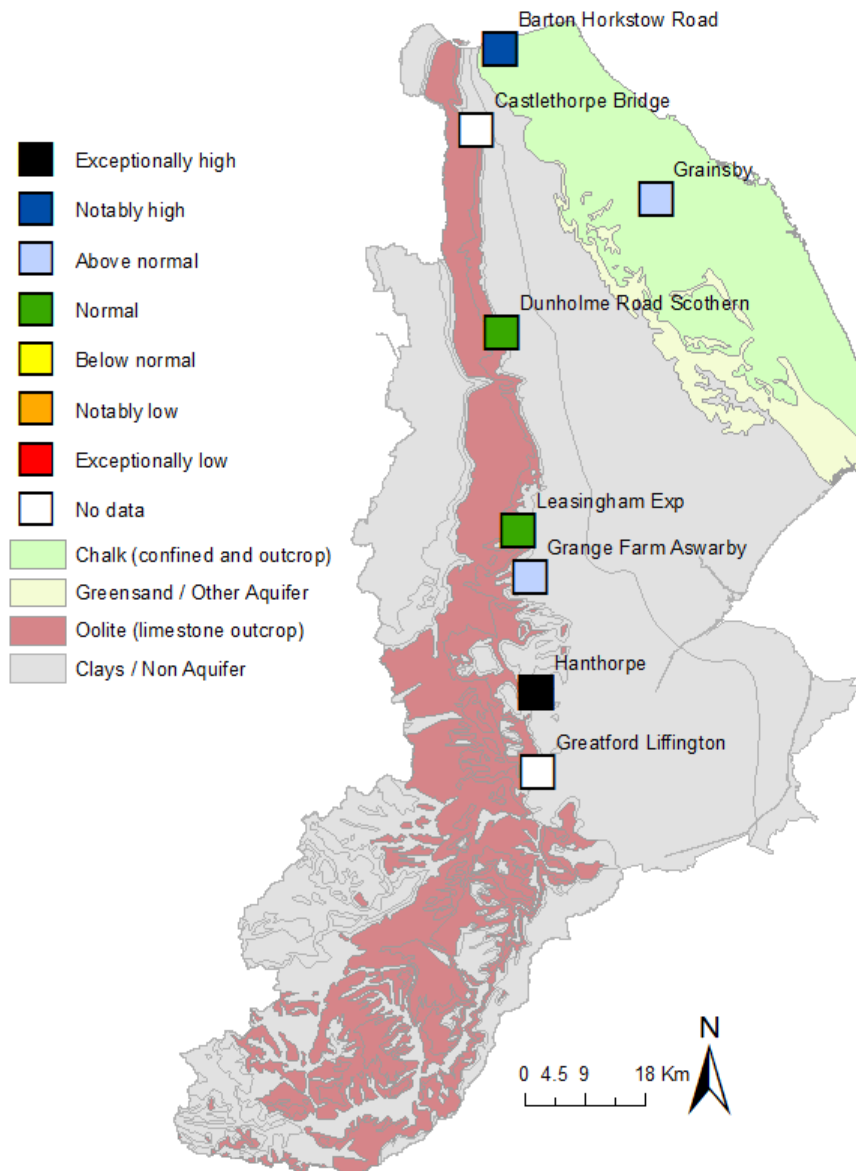 Barton Horkstow Road
Castlethorpe Bridge
Exceptionally high
Notably high
Above normal
Normal
Below normal
Notably low
Exceptionally low
No data
Chalk (confined and outcrop)
Greensand / Other Aquifer
Oolite (limestone outcrop)
Clays / Non Aquifer
Grainsby
Dunholme Road Scothern
Leasingham Exp
Grange Farm Aswarby
Hanthorpe
Greatford Liffington
N
0 4.5 9 18 Km